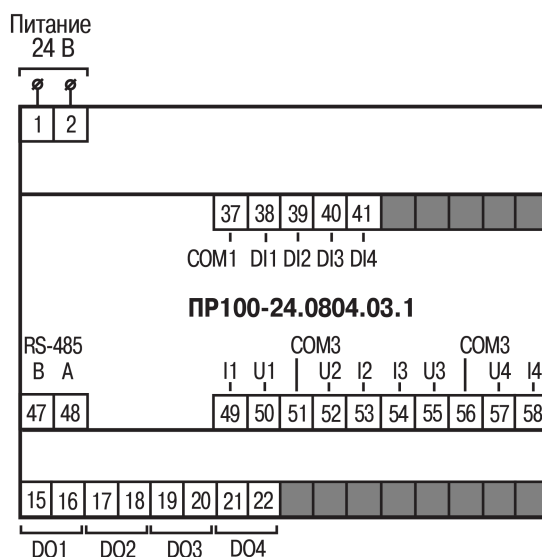 Питание
24 В
1 2
37 38 39 40 41
COM1 DI1 DI2 DI3 DI4
ПР100-24.0804.03.1
RS-485 COM3 COM3
B A I1 U1 U2 I2 I3 U3 U4 I4
47 48 49 50 51 52 53 54 55 56 57 58
15 16 17 18 19 20 21 22
DO1 DO2 DO3 DO4